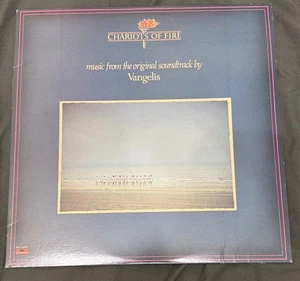 CHARIOTS OF FIRE
music from the original soundtrack by
Vangelis